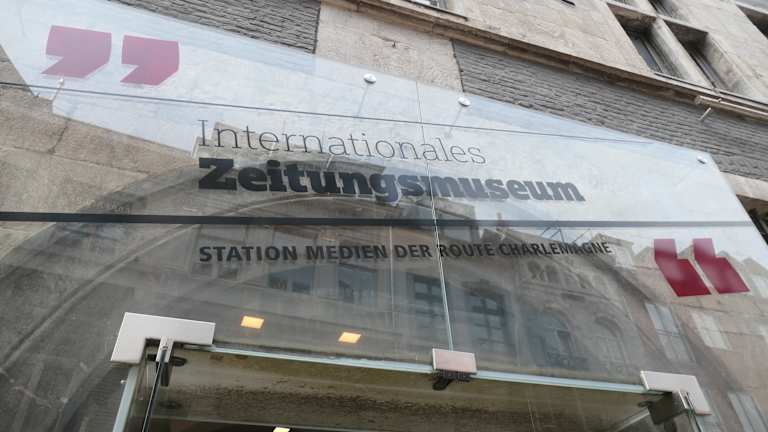 Internationales
Zeitungsmuseum
STATION MEDIEN DER ROUTE CHARLEMAGNE